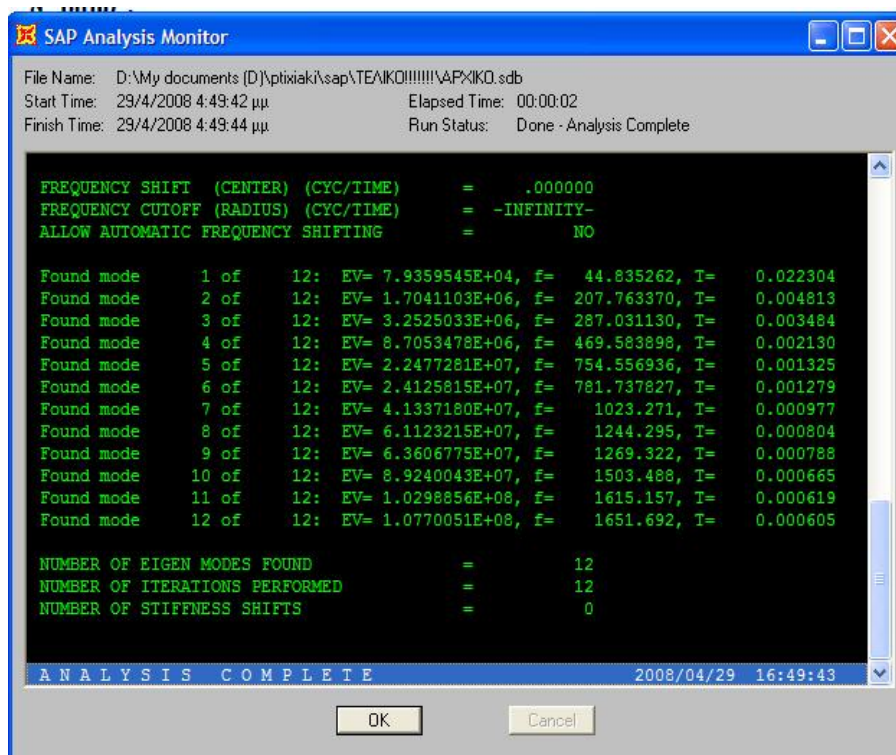 SAP Analysis Monitor
File Name: D:\My documents (D)\ptixiaki\sap\ΤΕΛΙΚΟ!!!!!!!\ΑΡΧΙΚΟ.sdb
Start Time: 29/4/2008 4:49:42 μμ Elapsed Time: 00:00:02
Finish Time: 29/4/2008 4:49:44 μμ Run Status: Done - Analysis Complete
FREQUENCY SHIFT (CENTER) (CYC/TIME) = .000000
FREQUENCY CUTOFF (RADIUS) (CYC/TIME) = -INFINITY-
ALLOW AUTOMATIC FREQUENCY SHIFTING = NO
Found mode 1 of 12: EV= 7.9359545E+04, f= 44.835262, T= 0.022304
Found mode 2 of 12: EV= 1.7041103E+06, f= 207.763370, T= 0.004813
Found mode 3 of 12: EV= 3.2525033E+06, f= 287.031130, T= 0.003484
Found mode 4 of 12: EV= 8.7053478E+06, f= 469.583898, T= 0.002130
Found mode 5 of 12: EV= 2.2477281E+07, f= 754.556936, T= 0.001325
Found mode 6 of 12: EV= 2.4125815E+07, f= 781.737827, T= 0.001279
Found mode 7 of 12: EV= 4.1337180E+07, f= 1023.271, T= 0.000977
Found mode 8 of 12: EV= 6.1123215E+07, f= 1244.295, T= 0.000804
Found mode 9 of 12: EV= 6.3606775E+07, f= 1269.322, T= 0.000788
Found mode 10 of 12: EV= 8.9240043E+07, f= 1503.488, T= 0.000665
Found mode 11 of 12: EV= 1.0298856E+08, f= 1615.157, T= 0.000619
Found mode 12 of 12: EV= 1.0770051E+08, f= 1651.692, T= 0.000605
NUMBER OF EIGEN MODES FOUND = 12
NUMBER OF ITERATIONS PERFORMED = 12
NUMBER OF STIFFNESS SHIFTS = 0
A N A L Y S I S C O M P L E T E 2008/04/29 16:49:43
OK Cancel